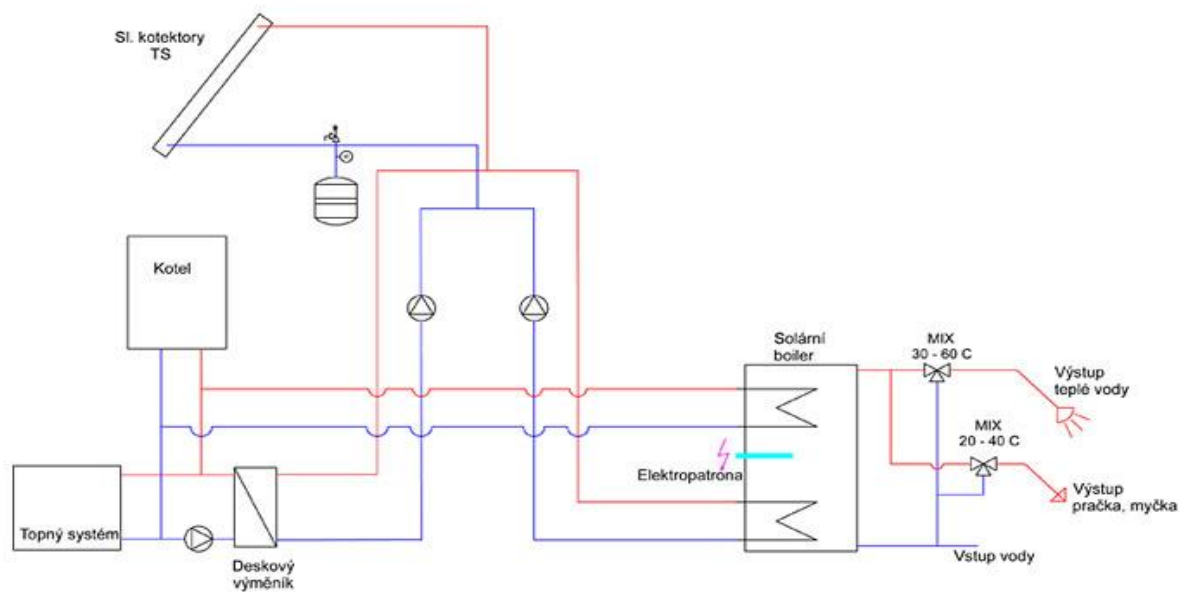 Sl. kotektory
TS
Kotel
Solární
boiler
MIX
30 - 60 C
Výstup
teplé vody
MIX
20 - 40 C
Elektropatrona
Výstup
pračka, myčka
Topný systém
Vstup vody
Deskový
výměník